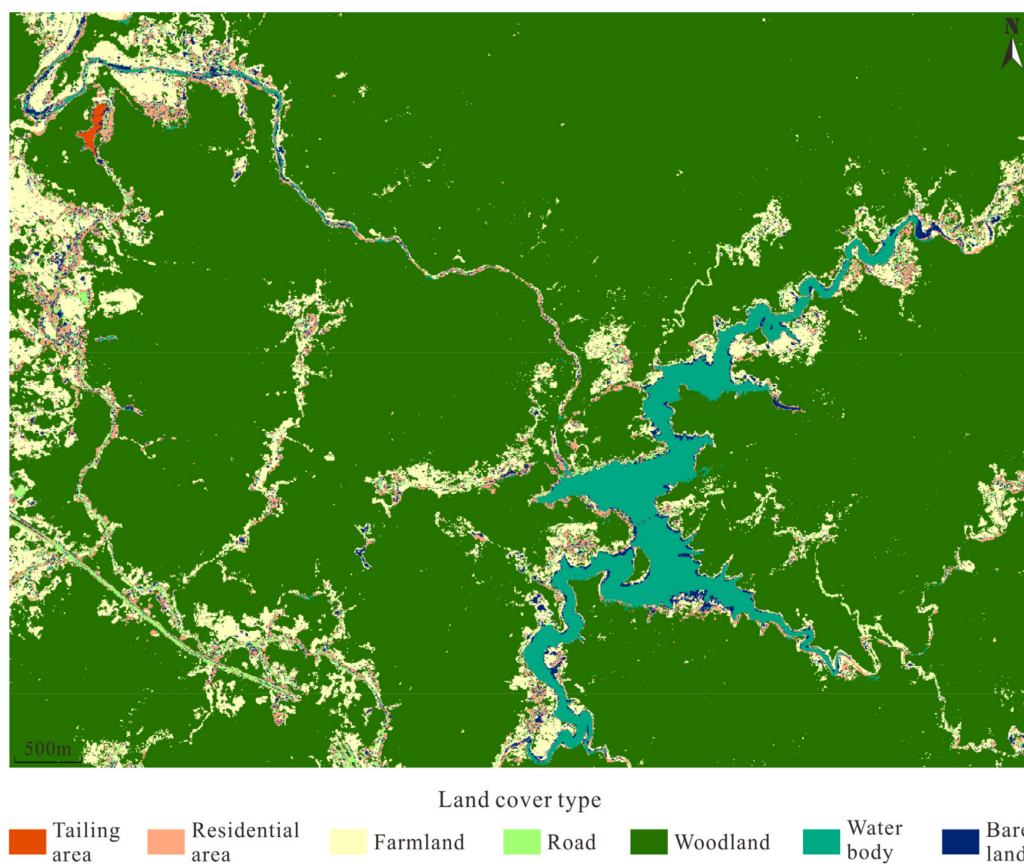 N
500m
Land cover type
Tailing area
Residential area
Farmland
Road
Woodland
Water body
Bare land